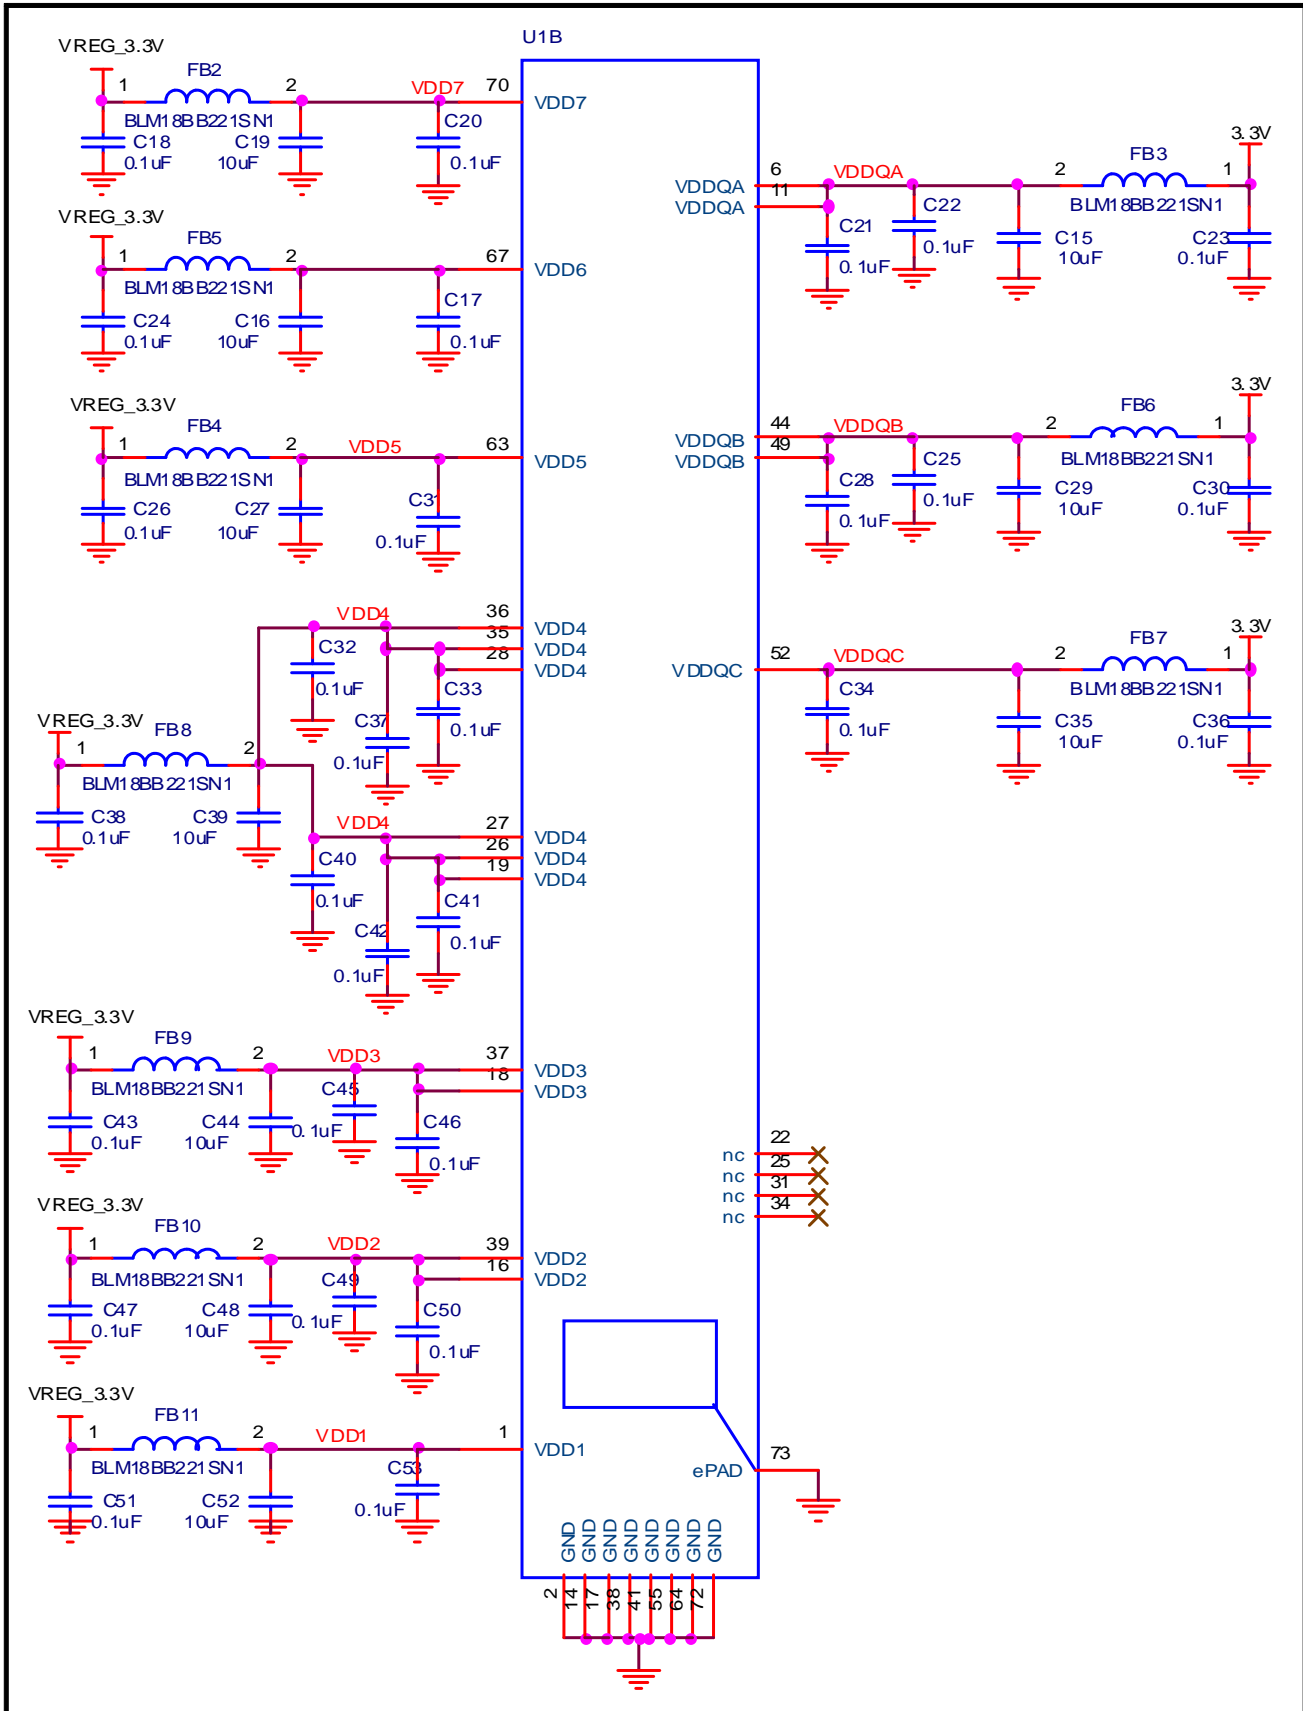 U1B
VREG_3.3V
1
FB2
2
VDD7
70
VDD7
BLM18BB221SN1
C18
0.1uF
C19
10uF
C20
0.1uF
VREG_3.3V
1
FB5
2
67
VDD6
BLM18BB221SN1
C24
0.1uF
C16
10uF
C17
0.1uF
VREG_3.3V
1
FB4
2
VDD5
63
VDD5
BLM18BB221SN1
C26
0.1uF
C27
10uF
C31
0.1uF
VDD4
36
VDD4
35
VDD4
28
VDD4
C32
0.1uF
C37
0.1uF
C33
0.1uF
VREG_3.3V
1
FB8
2
BLM18BB221SN1
C38
0.1uF
C39
10uF
VDD4
27
VDD4
26
VDD4
19
VDD4
C40
0.1uF
C42
0.1uF
C41
0.1uF
VREG_3.3V
1
FB9
2
VDD3
37
VDD3
18
VDD3
BLM18BB221SN1
C43
0.1uF
C44
10uF
C45
0.1uF
C46
0.1uF
VREG_3.3V
1
FB10
2
VDD2
39
VDD2
16
VDD2
BLM18BB221SN1
C47
0.1uF
C48
10uF
C49
0.1uF
C50
0.1uF
VREG_3.3V
1
FB11
2
VDD1
1
VDD1
BLM18BB221SN1
C51
0.1uF
C52
10uF
C53
0.1uF
3.3V
VDDQA
6
VDDQA
11
VDDQA
2
FB3
1
BLM18BB221SN1
C21
0.1uF
C22
0.1uF
C15
10uF
C23
0.1uF
3.3V
VDDQB
44
VDDQB
49
VDDQB
2
FB6
1
BLM18BB221SN1
C28
0.1uF
C25
0.1uF
C29
10uF
C30
0.1uF
3.3V
VDDQC
52
VDDQC
2
FB7
1
BLM18BB221SN1
C34
0.1uF
C35
10uF
C36
0.1uF
nc
22
nc
25
nc
31
nc
34
ePAD
73
GND
GND
GND
GND
GND
GND
GND
GND
2
14
17
38
41
55
64
72